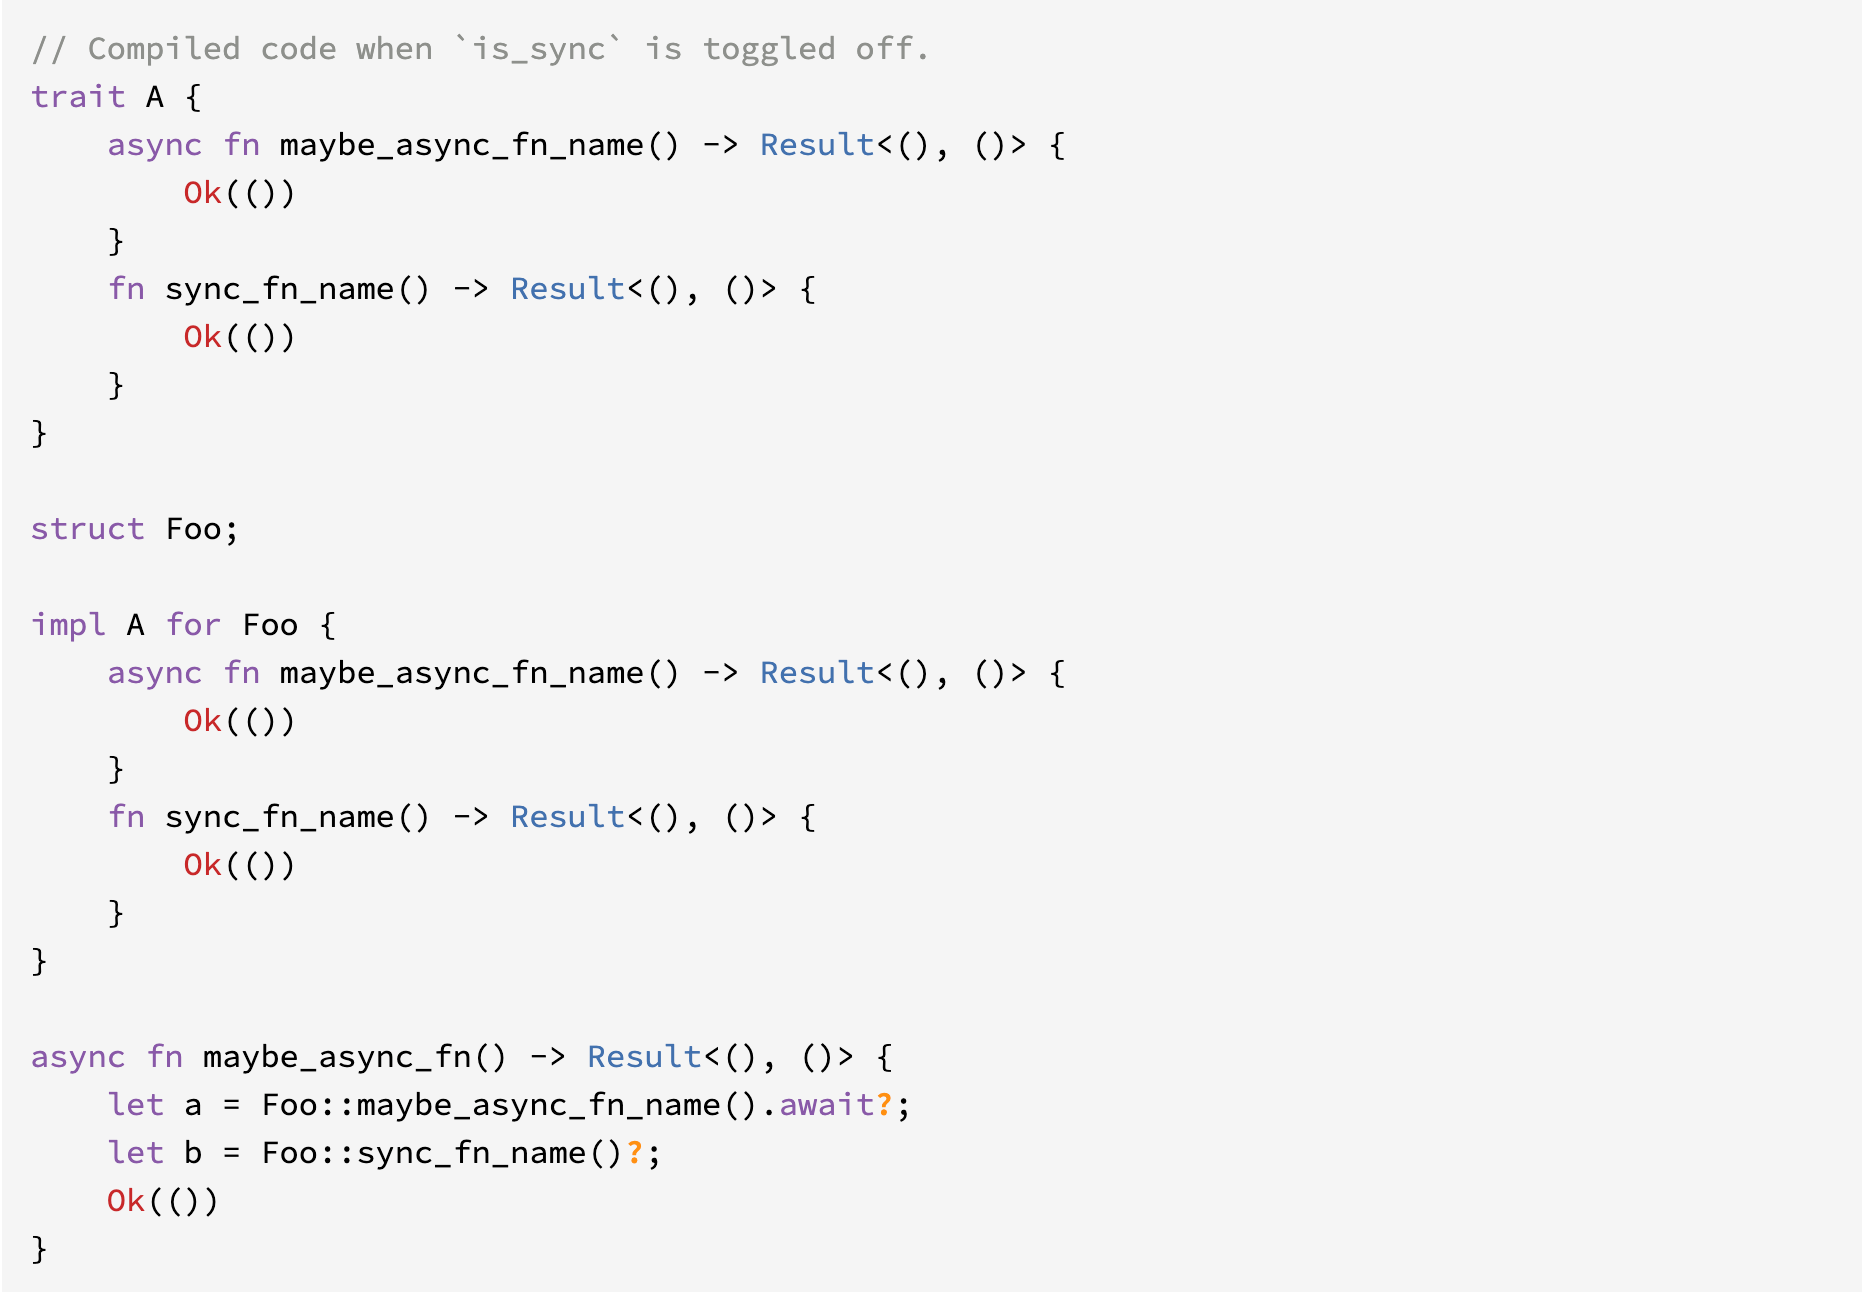 // Compiled code when `is_sync` is toggled off.
trait A {
    async fn maybe_async_fn_name() -> Result<(), ()> {
        Ok(())
    }
    fn sync_fn_name() -> Result<(), ()> {
        Ok(())
    }
}

struct Foo;

impl A for Foo {
    async fn maybe_async_fn_name() -> Result<(), ()> {
        Ok(())
    }
    fn sync_fn_name() -> Result<(), ()> {
        Ok(())
    }
}

async fn maybe_async_fn() -> Result<(), ()> {
    let a = Foo::maybe_async_fn_name().await?;
    let b = Foo::sync_fn_name()?;
    Ok(())
}